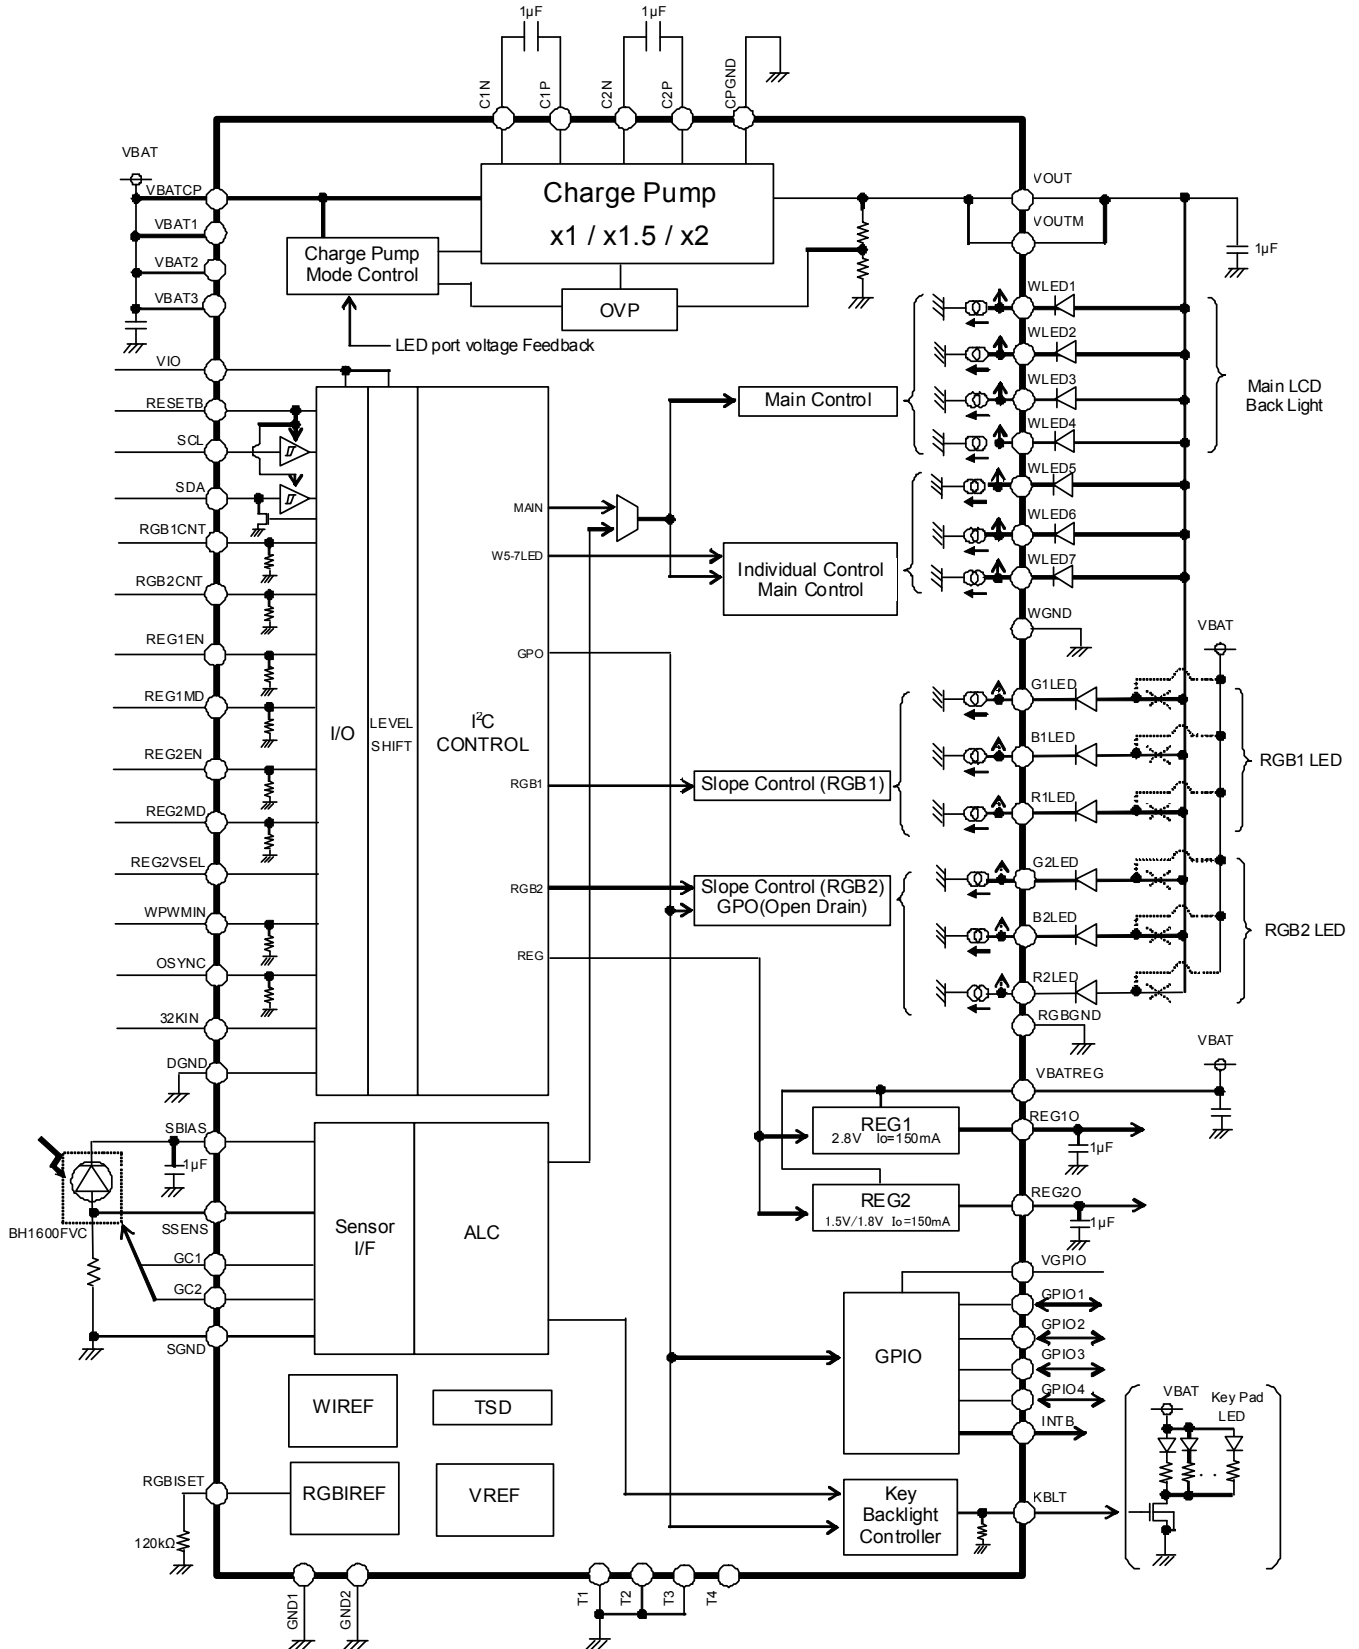 1μF
1μF
C1N
C1P
C2N
C2P
CPGND
VBAT
VBATCP
VBAT1
VBAT2
VBAT3
Charge Pump
x1 / x1.5 / x2
Charge Pump
Mode Control
OVP
LED port voltage Feedback
VOUT
VOUTM
1μF
VIO
RESETB
SCL
SDA
RGB1CNT
RGB2CNT
REG1EN
REG1MD
REG2EN
REG2MD
REG2VSEL
WPWMIN
OSYNC
32KIN
DGND
I/O
LEVEL
SHIFT
I²C
CONTROL
MAIN
W5-7LED
GPO
RGB1
RGB2
REG
Main Control
Individual Control
Main Control
WLED1
WLED2
WLED3
WLED4
WLED5
WLED6
WLED7
WGND
Main LCD
Back Light
VBAT
G1LED
B1LED
R1LED
RGB1 LED
Slope Control (RGB1)
Slope Control (RGB2)
GPO(Open Drain)
G2LED
B2LED
R2LED
RGB2 LED
RGBGND
VBAT
VBATREG
REG1
2.8V Io=150mA
REG1O
1μF
REG2
1.5V/1.8V Io=150mA
REG2O
1μF
SBIAS
1μF
BH1600FVC
SSENS
GC1
GC2
SGND
Sensor
I/F
ALC
VGPIO
GPIO
GPIO1
GPIO2
GPIO3
GPIO4
INTB
WIREF
TSD
RGBISET
RGBIREF
VREF
120kΩ
Key
Backlight
Controller
KBLT
VBAT
Key Pad
LED
. .
GND1
GND2
T1
T2
T3
T4